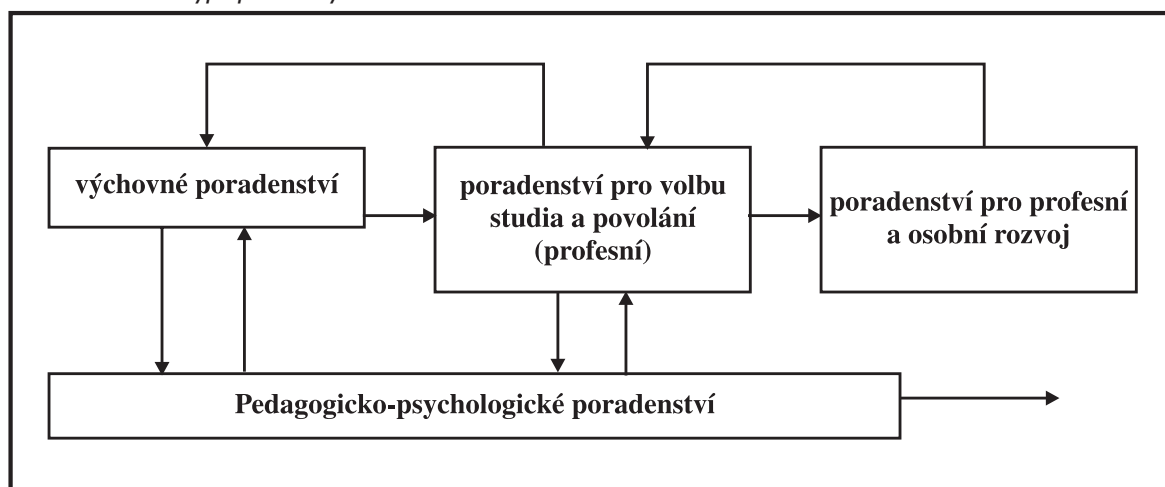 výchovné poradenství
poradenství pro volbu
studia a povolání
(profesní)
poradenství pro profesní
a osobní rozvoj
Pedagogicko-psychologické poradenství